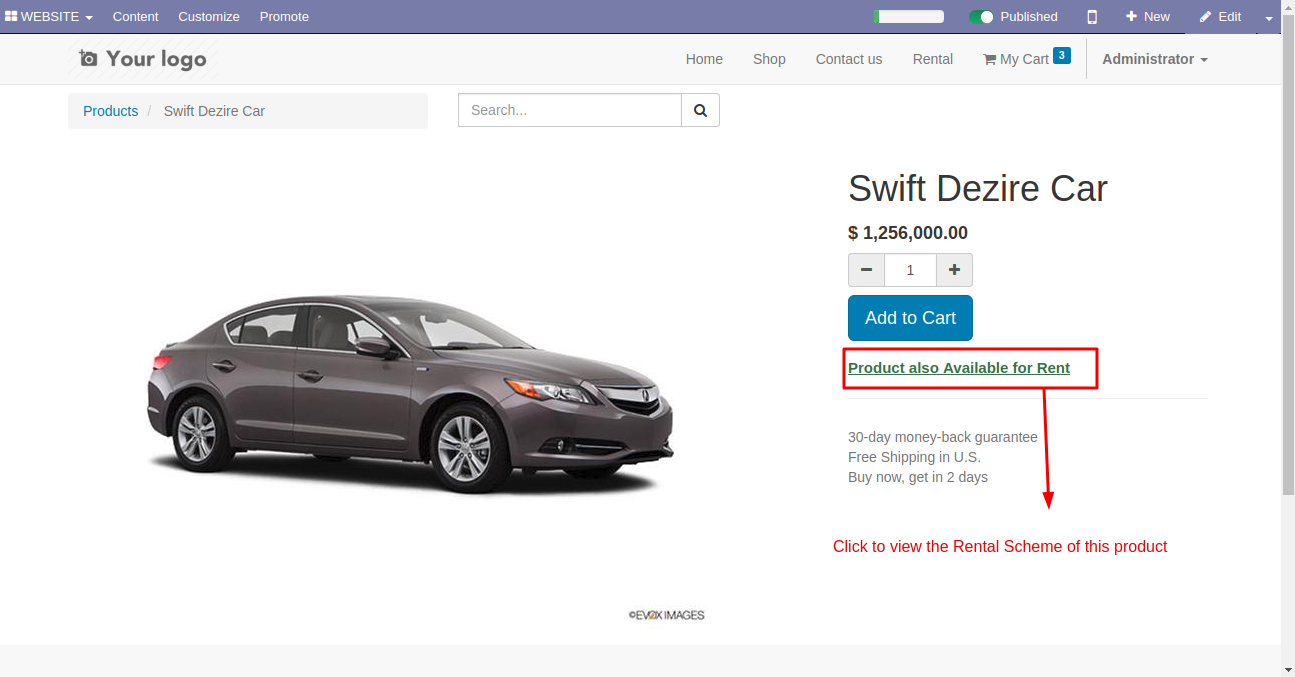 WEBSITE Content Customize Promote Published New Edit
Your logo Home Shop Contact us Rental My Cart 3 Administrator
Products / Swift Dezire Car Search...
Swift Dezire Car
$ 1,256,000.00
1
Add to Cart
Product also Available for Rent
30-day money-back guarantee
Free Shipping in U.S.
Buy now, get in 2 days
Click to view the Rental Scheme of this product
©EVOX IMAGES